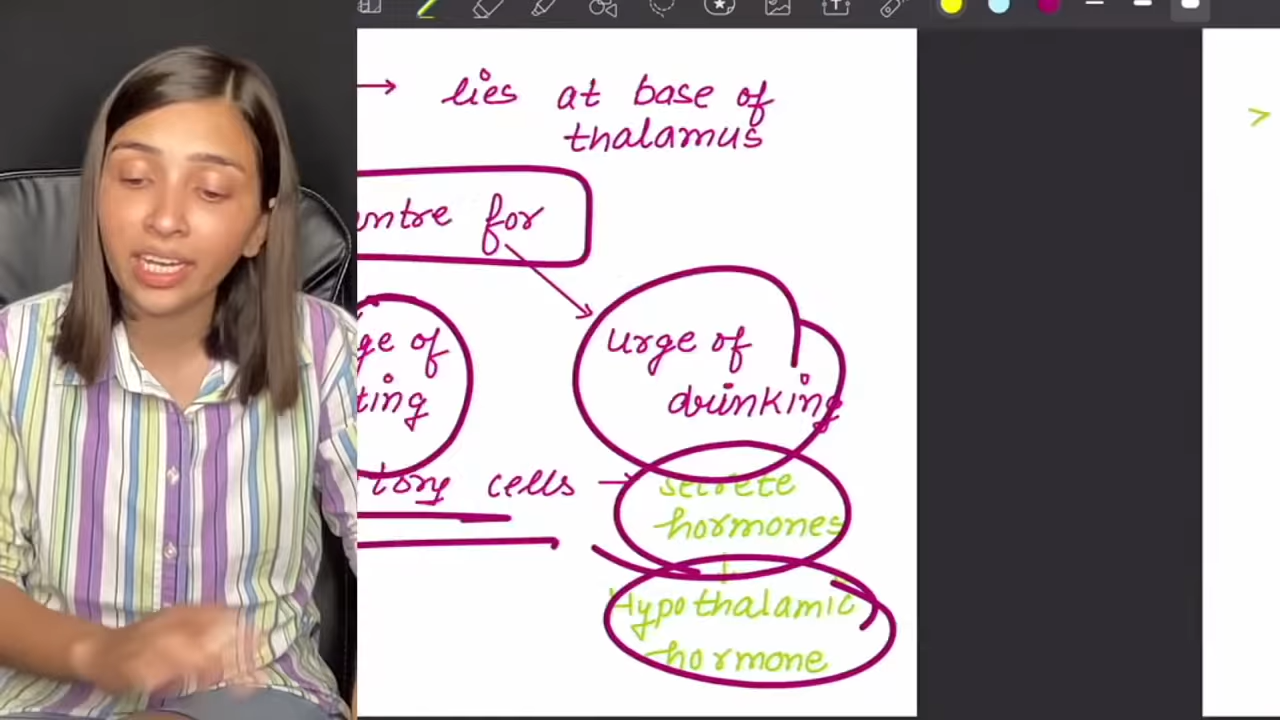 → lies at base of
thalamus
ntre for
ge of
urge of
ting
drinking
tory cells → secrete
hormones
Hypothalamic
hormone
>